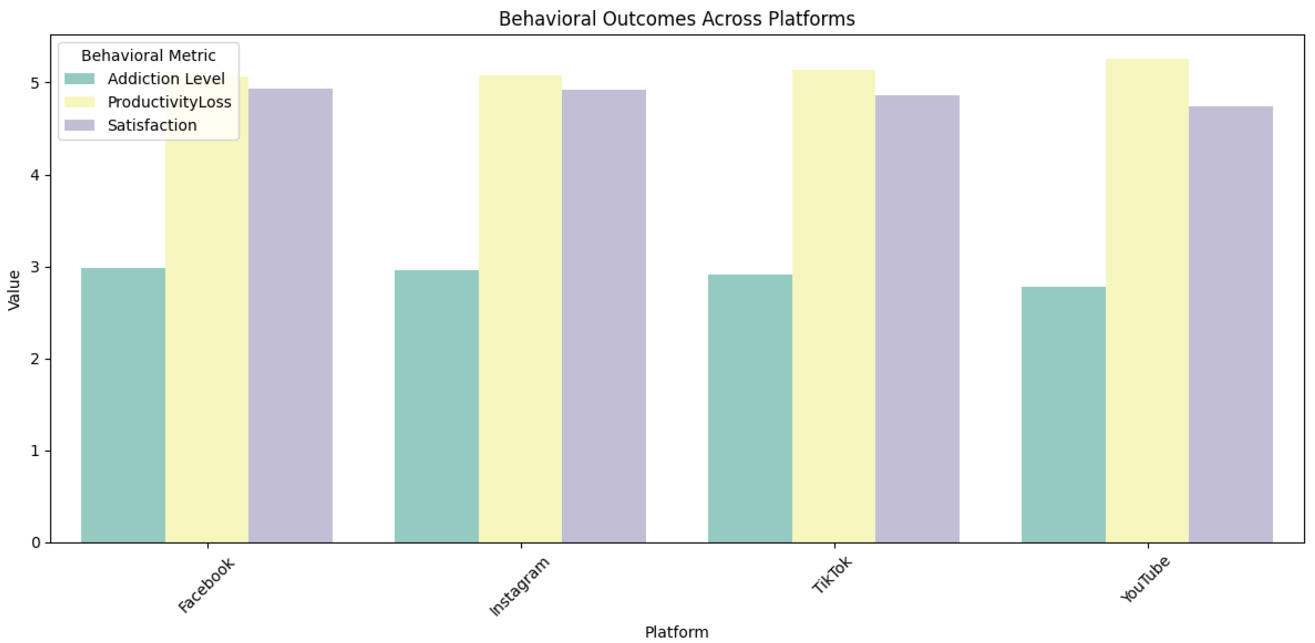 Behavioral Outcomes Across Platforms
Behavioral Metric
Addiction Level
ProductivityLoss
Satisfaction
Value
5
4
3
2
1
0
Facebook
Instagram
TikTok
YouTube
Platform